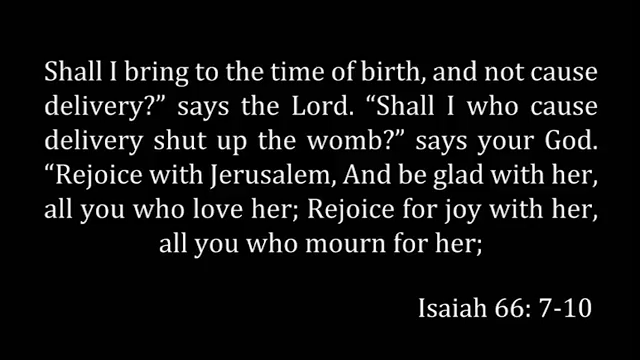 Shall I bring to the time of birth, and not cause
delivery?” says the Lord. “Shall I who cause
delivery shut up the womb?” says your God.
“Rejoice with Jerusalem, And be glad with her,
all you who love her; Rejoice for joy with her,
all you who mourn for her;
Isaiah 66: 7-10